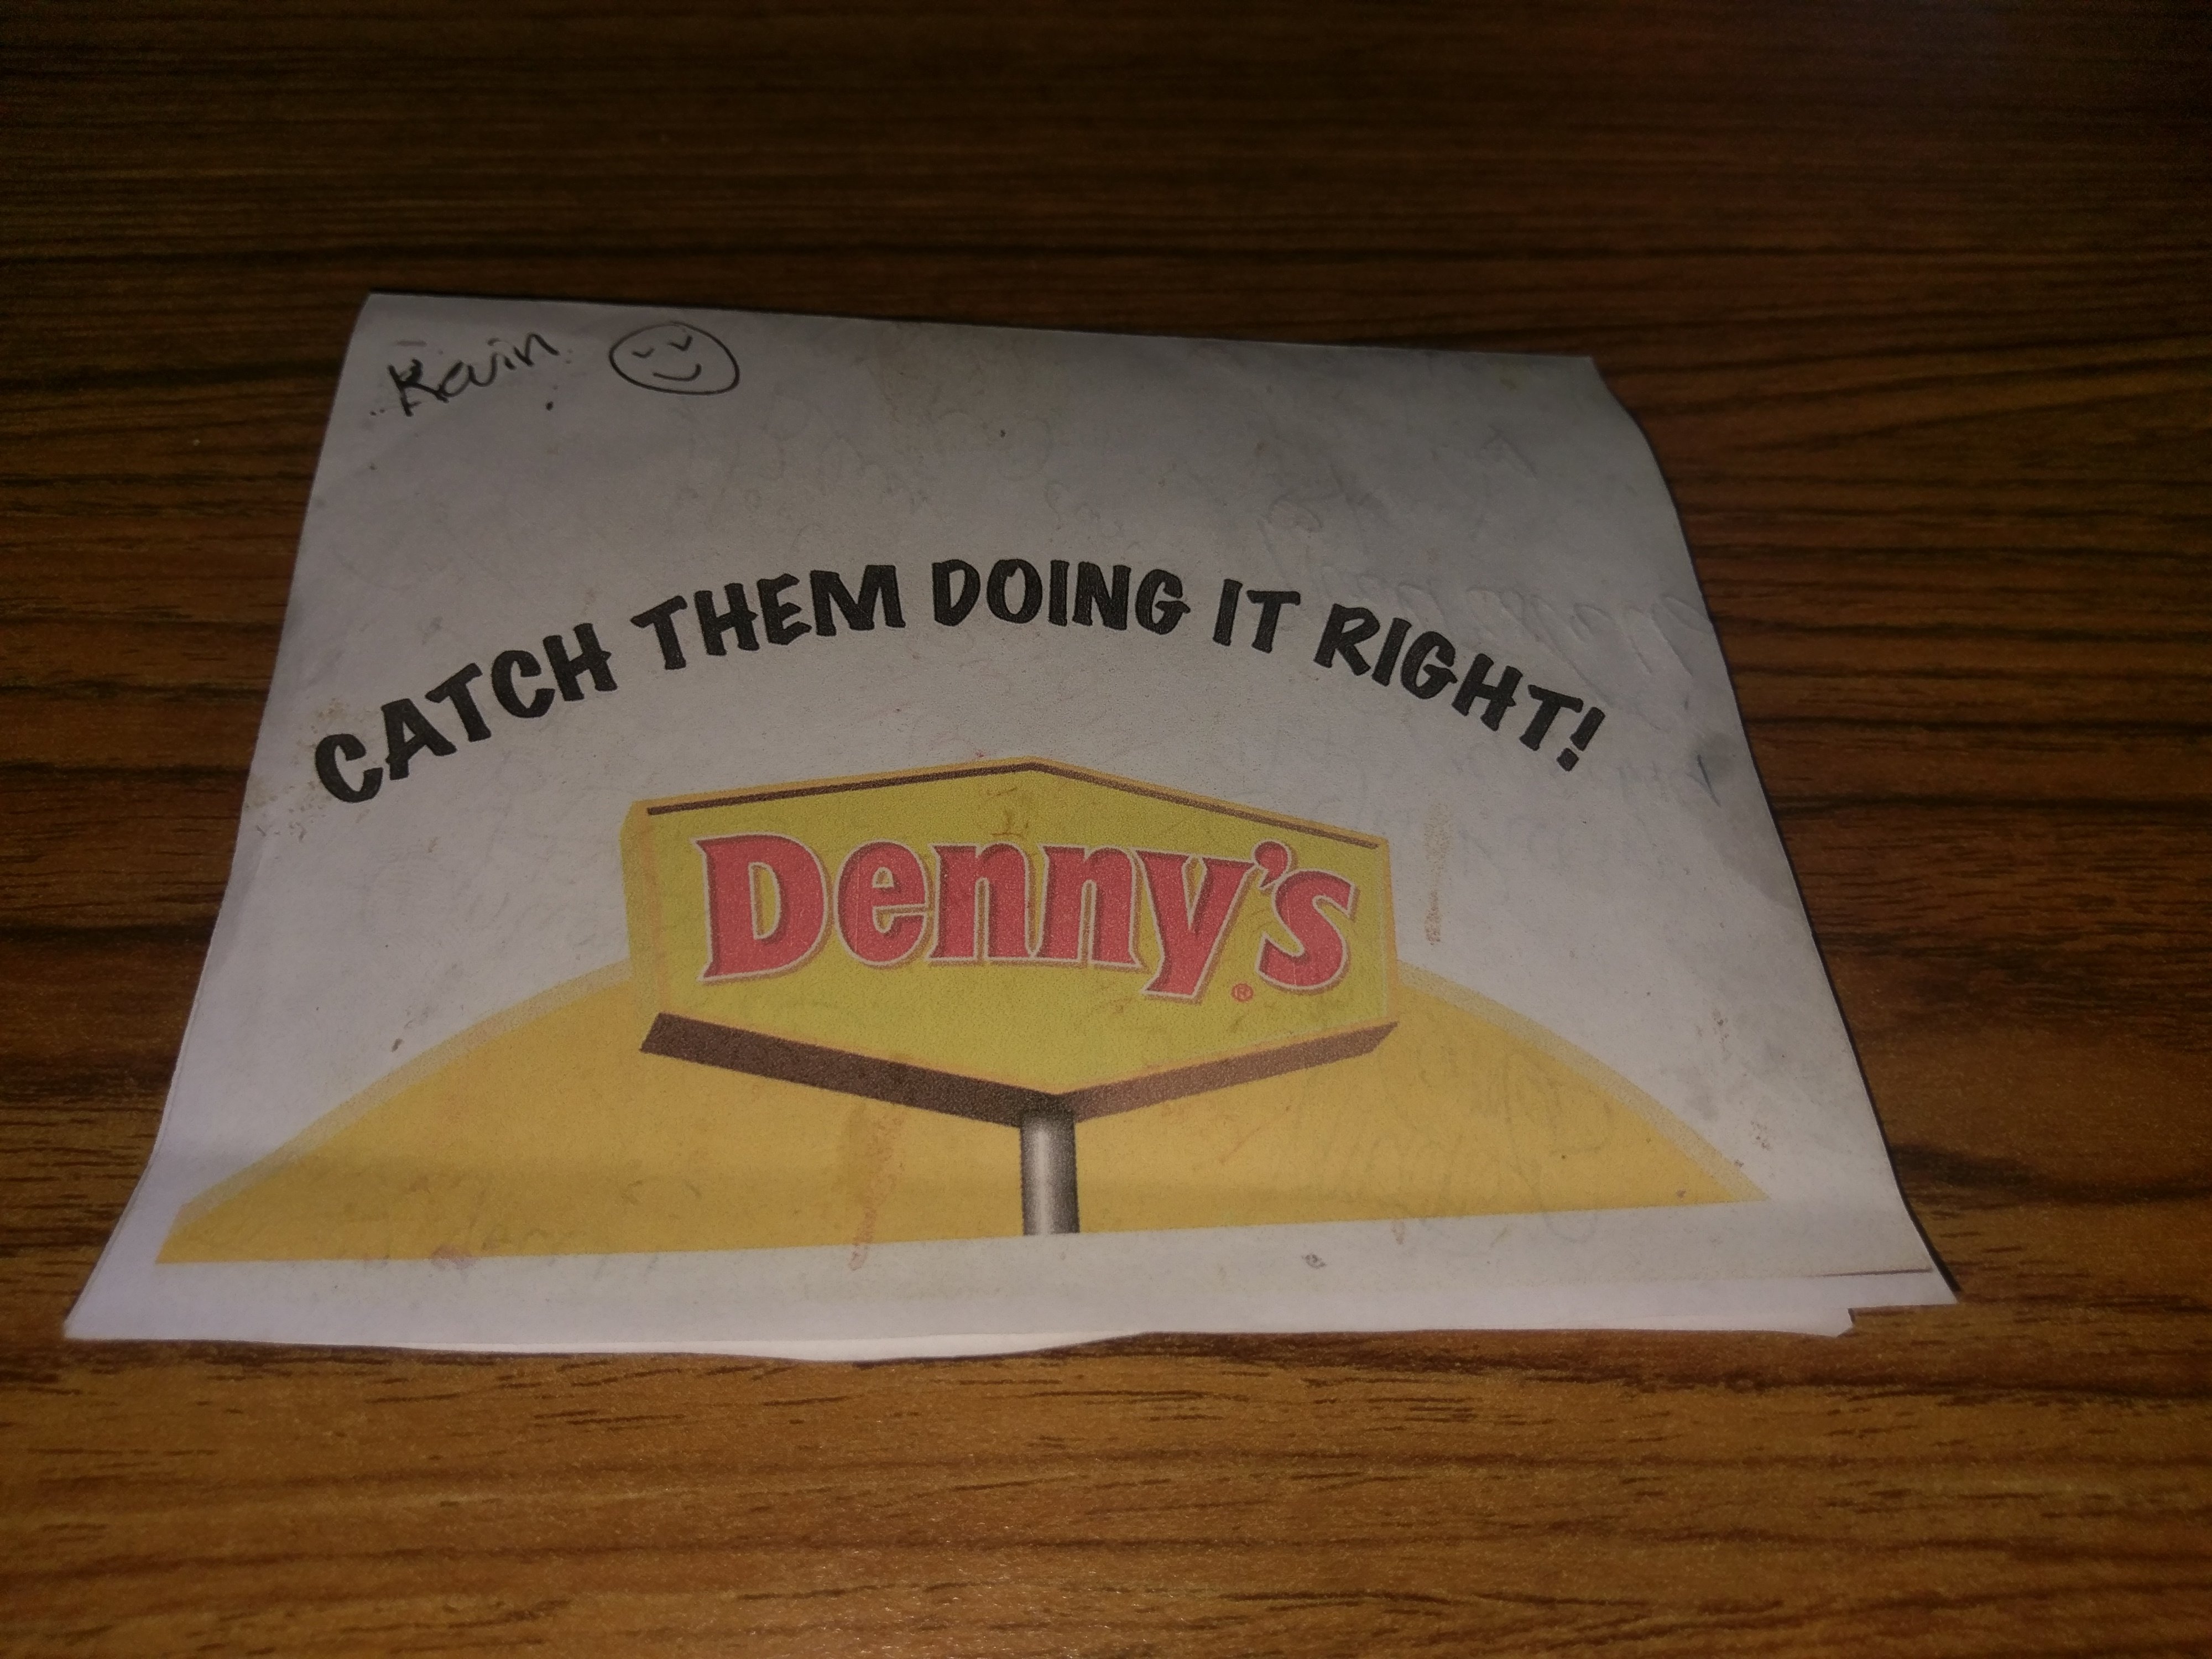 Kevin
CATCH THEM DOING IT RIGHT!
Denny's
®